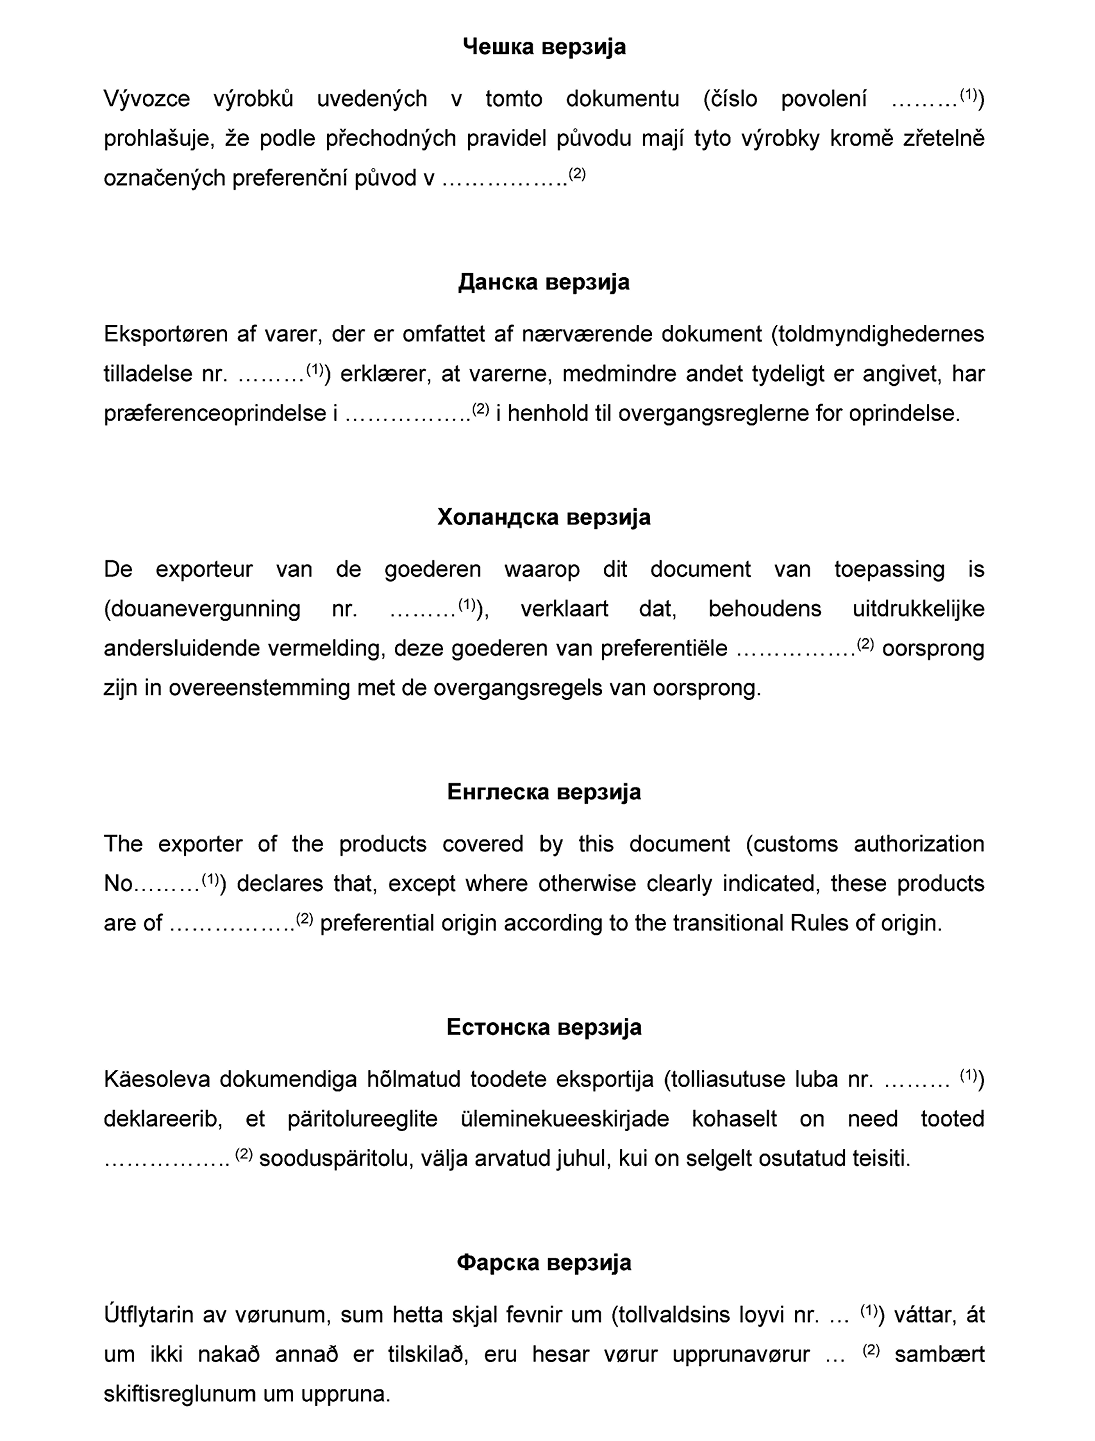 Чешка верзија
Vývozce výrobků uvedených v tomto dokumentu (číslo povolení ………(1))
prohlašuje, že podle přechodných pravidel původu mají tyto výrobky kromě zřetelně
označených preferenční původ v ……………..(2)
Данска верзија
Eksportøren af varer, der er omfattet af nærværende dokument (toldmyndighedernes
tilladelse nr. ………(1)) erklærer, at varerne, medmindre andet tydeligt er angivet, har
præferenceoprindelse i ……………..(2) i henhold til overgangsreglerne for oprindelse.
Холандска верзија
De exporteur van de goederen waarop dit document van toepassing is
(douanevergunning nr. ………(1)), verklaart dat, behoudens uitdrukkelijke
andersluidende vermelding, deze goederen van preferentiële …………….(2) oorsprong
zijn in overeenstemming met de overgangsregels van oorsprong.
Енглеска верзија
The exporter of the products covered by this document (customs authorization
No………(1)) declares that, except where otherwise clearly indicated, these products
are of ……………..(2) preferential origin according to the transitional Rules of origin.
Естонска верзија
Käesoleva dokumendiga hõlmatud toodete eksportija (tolliasutuse luba nr. ……… (1))
deklareerib, et päritolureeglite üleminekueeskirjade kohaselt on need tooted
…………….. (2) sooduspäritolu, välja arvatud juhul, kui on selgelt osutatud teisiti.
Фарска верзија
Útflytarin av vørunum, sum hetta skjal fevnir um (tollvaldsins loyvi nr. … (1)) váttar, át
um ikki nakað annað er tilskilað, eru hesar vørur upprunavørur … (2) sambært
skiftisreglunum um uppruna.